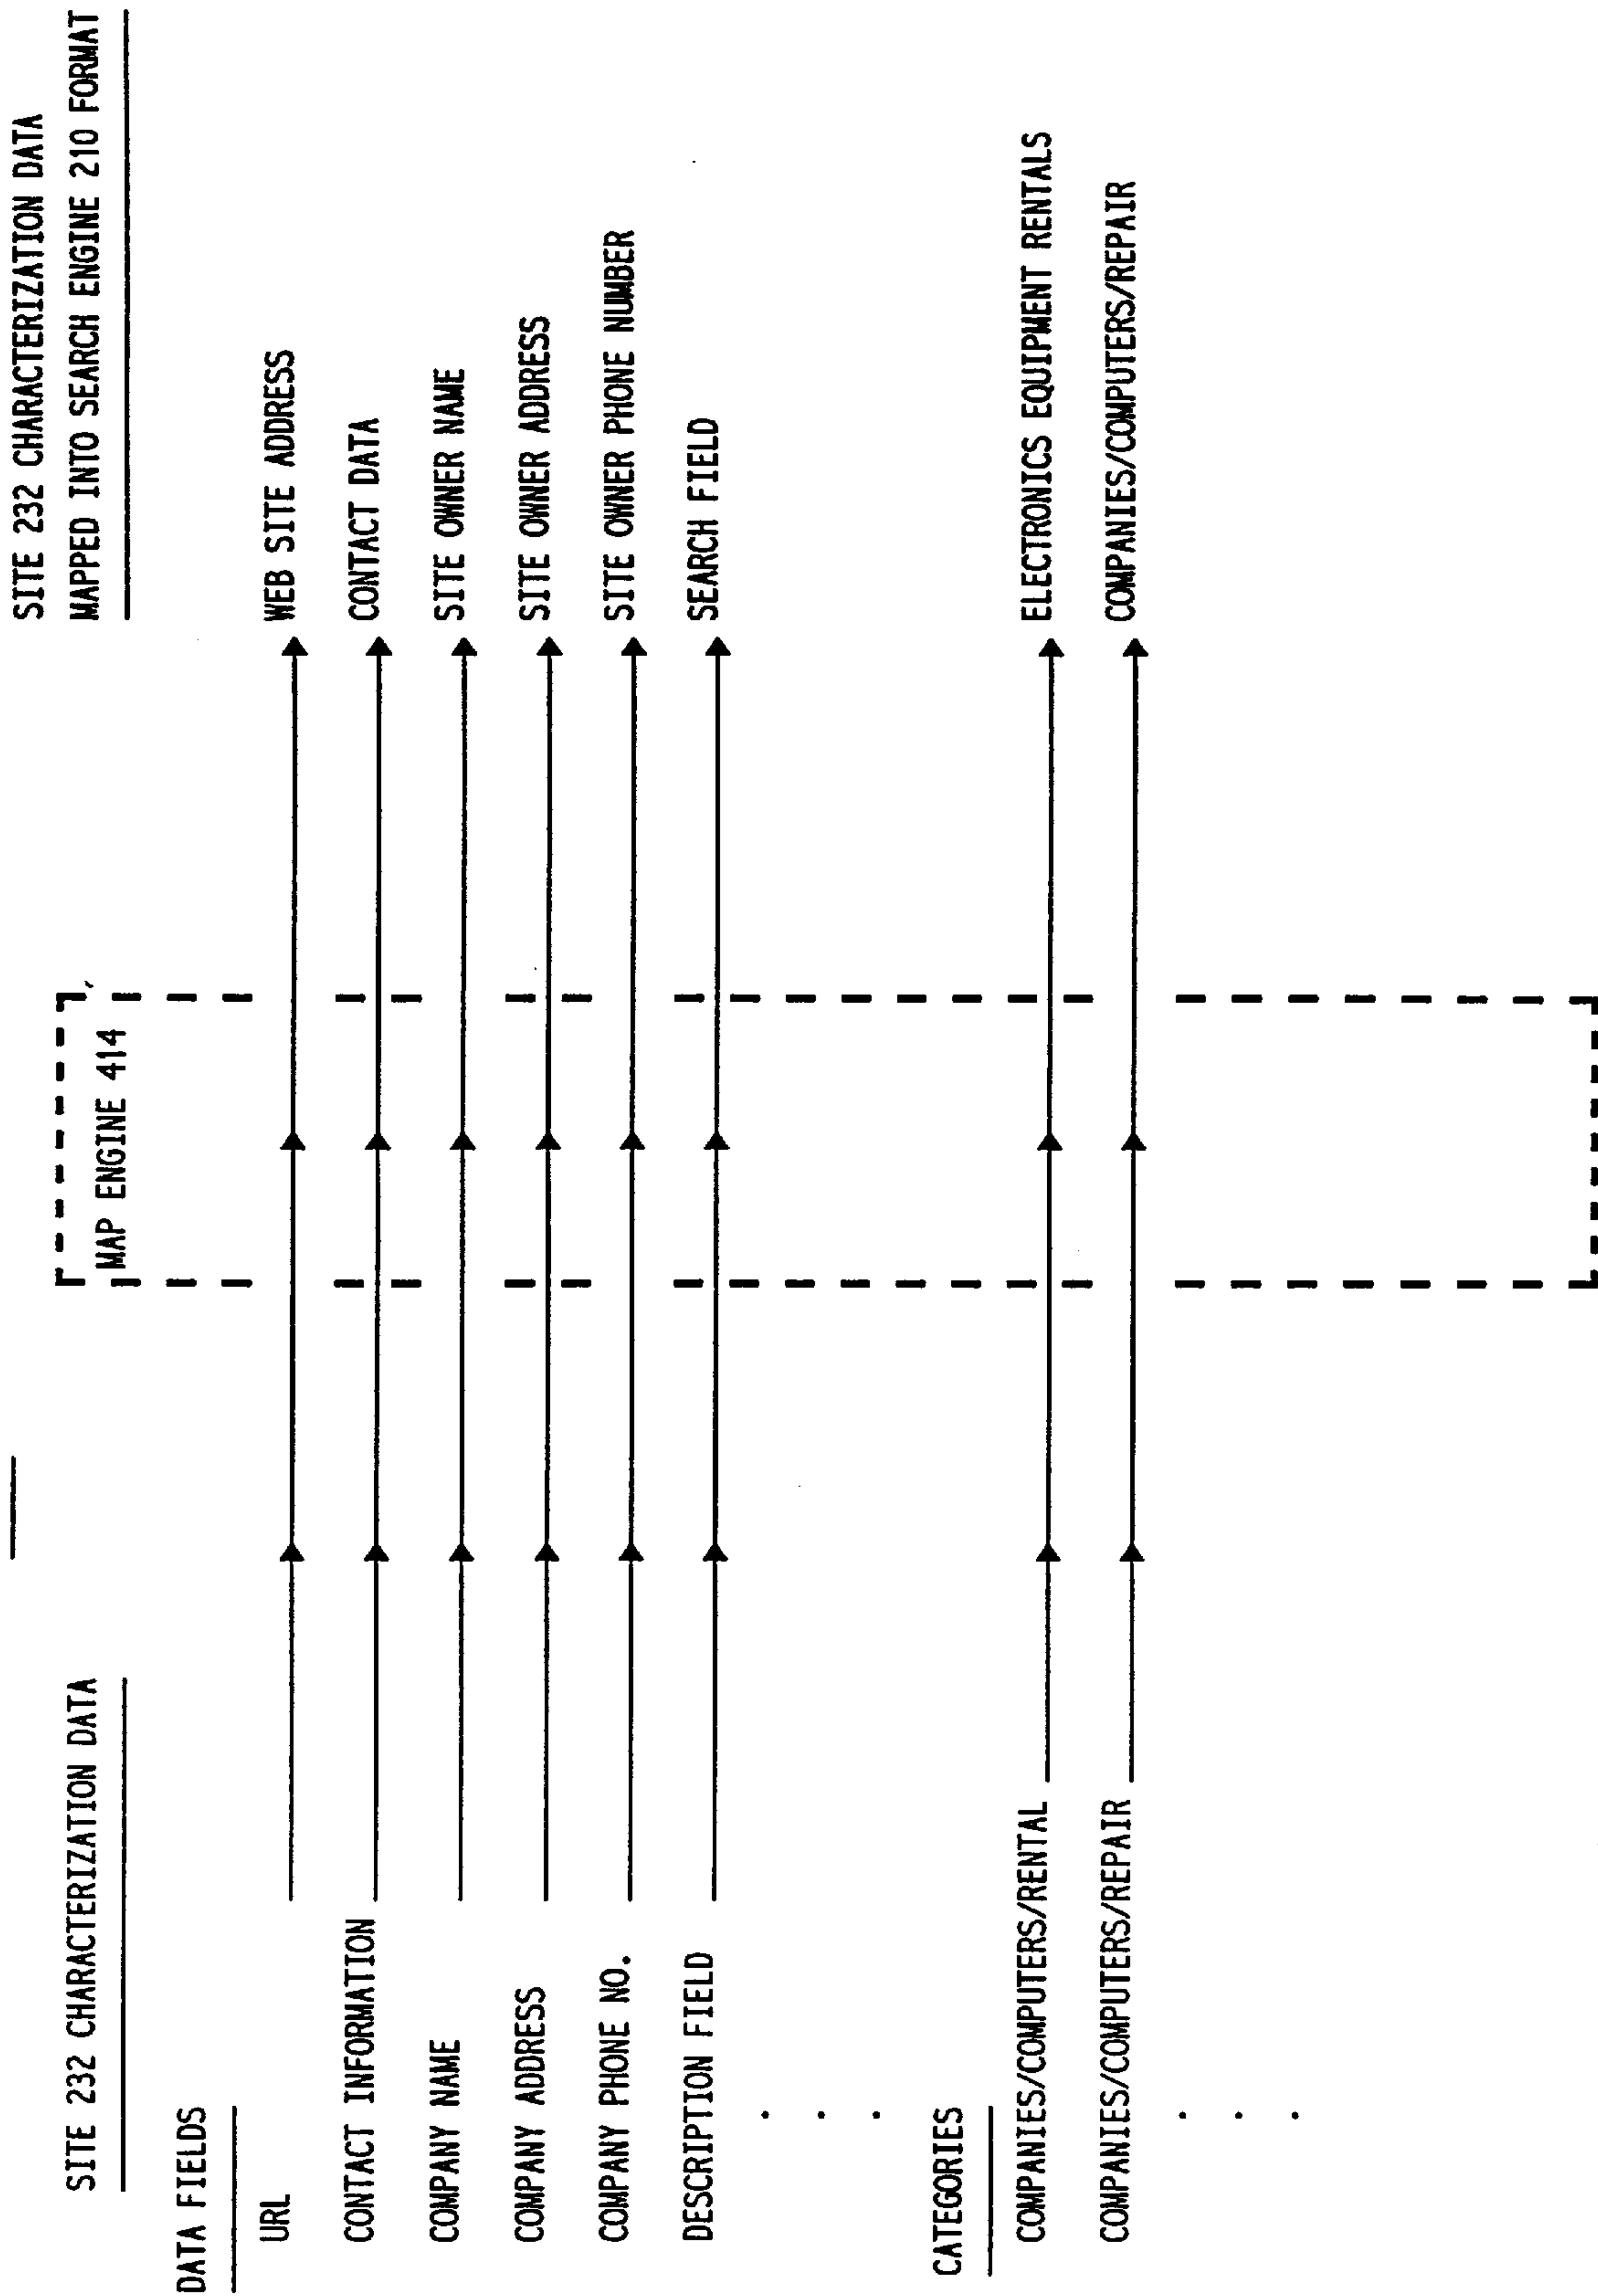 SITE 232 CHARACTERIZATION DATA
MAP ENGINE 414
SITE 232 CHARACTERIZATION DATA
MAPPED INTO SEARCH ENGINE 210 FORMAT
DATA FIELDS
URL
WEB SITE ADDRESS
CONTACT INFORMATION
CONTACT DATA
COMPANY NAME
SITE OWNER NAME
COMPANY ADDRESS
SITE OWNER ADDRESS
COMPANY PHONE NO.
SITE OWNER PHONE NUMBER
DESCRIPTION FIELD
SEARCH FIELD
CATEGORIES
COMPANIES/COMPUTERS/RENTAL
ELECTRONICS EQUIPMENT RENTALS
COMPANIES/COMPUTERS/REPAIR
COMPANIES/COMPUTERS/REPAIR